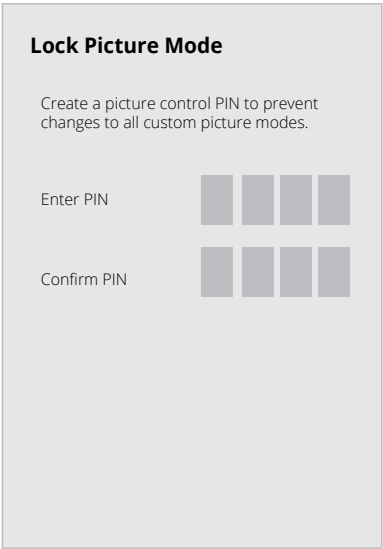 Lock Picture Mode
Create a picture control PIN to prevent
changes to all custom picture modes.
Enter PIN
Confirm PIN